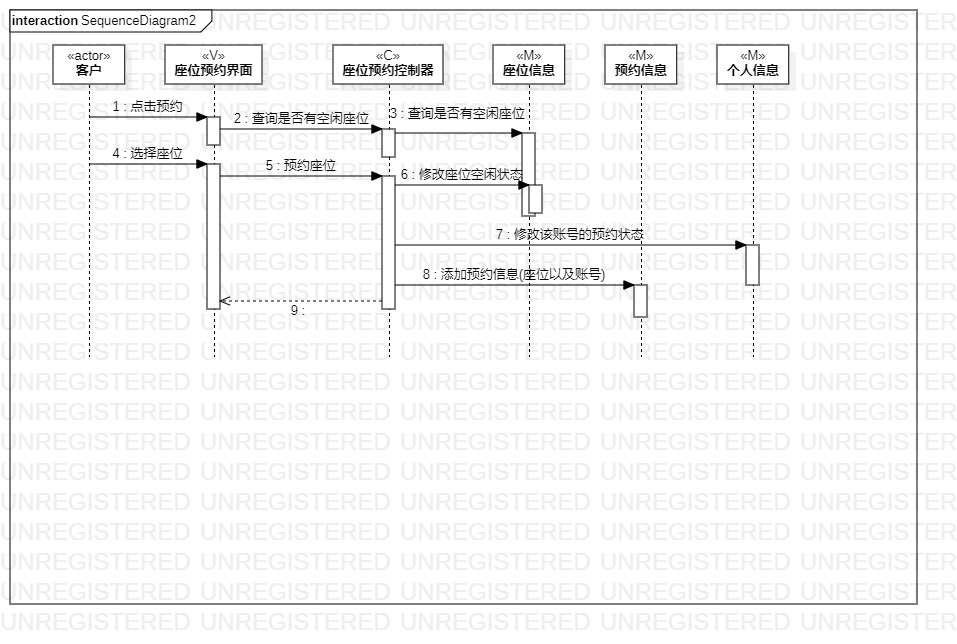 interaction SequenceDiagram2
«actor»
客户
«V»
座位预约界面
«C»
座位预约控制器
«M»
座位信息
«M»
预约信息
«M»
个人信息
1 : 点击预约
2 : 查询是否有空闲座位
3 : 查询是否有空闲座位
4 : 选择座位
5 : 预约座位
6 : 修改座位空闲状态
7 : 修改该账号的预约状态
8 : 添加预约信息(座位以及账号)
9 :
UNREGISTERED